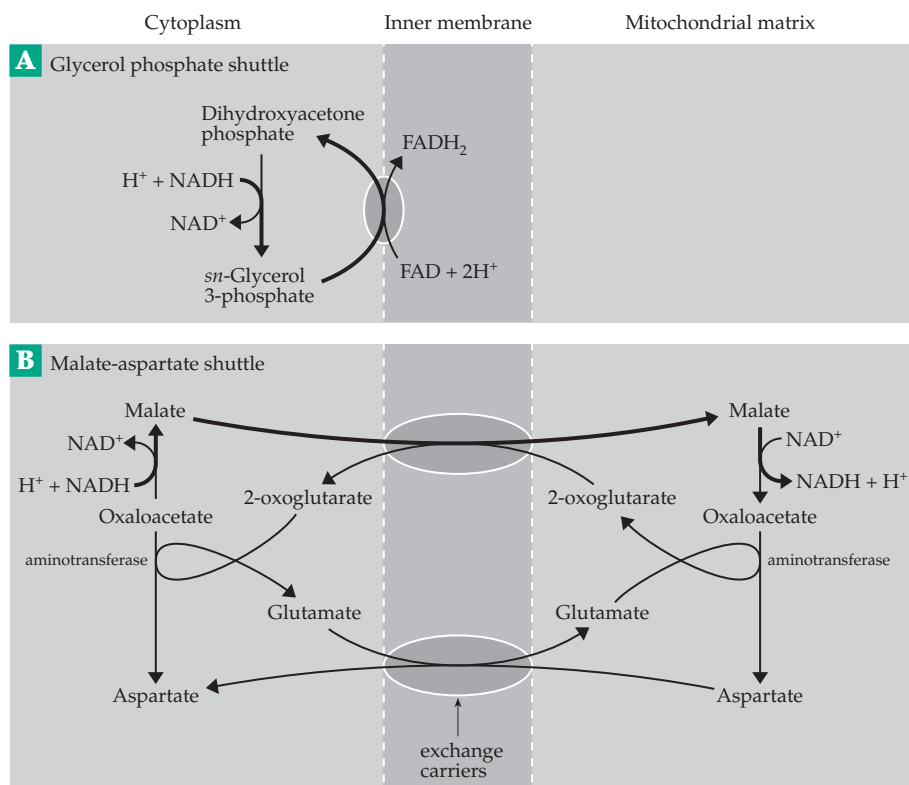 Cytoplasm
Inner membrane
Mitochondrial matrix
A Glycerol phosphate shuttle
Dihydroxyacetone
phosphate
FADH₂
H⁺ + NADH
NAD⁺
FAD + 2H⁺
sn-Glycerol
3-phosphate
B Malate-aspartate shuttle
Malate
Malate
NAD⁺
NAD⁺
H⁺ + NADH
NADH + H⁺
2-oxoglutarate
2-oxoglutarate
Oxaloacetate
Oxaloacetate
aminotransferase
aminotransferase
Glutamate
Glutamate
Aspartate
Aspartate
exchange
carriers